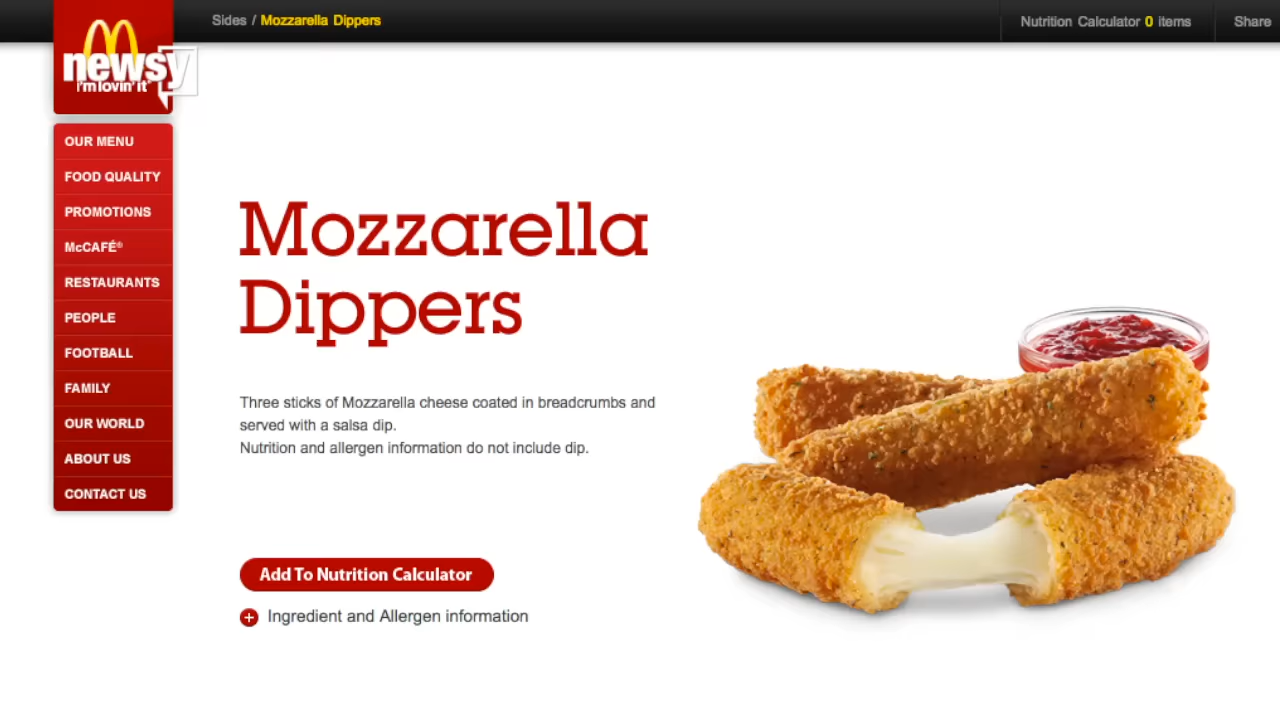 Sides / Mozzarella Dippers
Nutrition Calculator 0 items
Share
newsy
i'm lovin' it
OUR MENU
FOOD QUALITY
PROMOTIONS
McCAFÉ®
RESTAURANTS
PEOPLE
FOOTBALL
FAMILY
OUR WORLD
ABOUT US
CONTACT US
Mozzarella
Dippers
Three sticks of Mozzarella cheese coated in breadcrumbs and
served with a salsa dip.
Nutrition and allergen information do not include dip.
Add To Nutrition Calculator
Ingredient and Allergen information